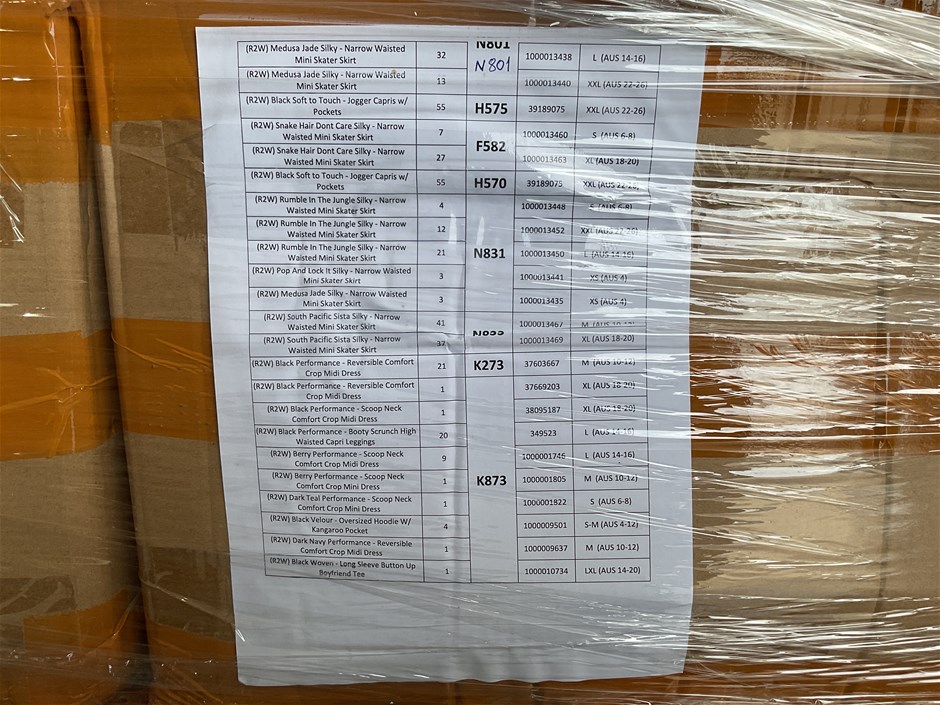 (R2W) Medusa Jade Silky - Narrow Waisted
Mini Skater Skirt
32
N801
N801
1000013438
L (AUS 14-16)
(R2W) Medusa Jade Silky - Narrow Waisted
Mini Skater Skirt
13
1000013440
XXL (AUS 22-26)
(R2W) Black Soft to Touch - Jogger Capris w/
Pockets
55
H575
39189075
XXL (AUS 22-26)
(R2W) Snake Hair Dont Care Silky - Narrow
Waisted Mini Skater Skirt
7
F582
1000013460
S (AUS 6-8)
(R2W) Snake Hair Dont Care Silky - Narrow
Waisted Mini Skater Skirt
27
1000013463
XL (AUS 18-20)
(R2W) Black Soft to Touch - Jogger Capris w/
Pockets
55
H570
39189075
XXL (AUS 22-26)
(R2W) Rumble In The Jungle Silky - Narrow
Waisted Mini Skater Skirt
4
N831
1000013448
S (AUS 6-8)
(R2W) Rumble In The Jungle Silky - Narrow
Waisted Mini Skater Skirt
12
1000013452
XXL (AUS 22-26)
(R2W) Rumble In The Jungle Silky - Narrow
Waisted Mini Skater Skirt
21
1000013450
L (AUS 14-16)
(R2W) Pop And Lock It Silky - Narrow Waisted
Mini Skater Skirt
3
1000013441
XS (AUS 4)
(R2W) Medusa Jade Silky - Narrow Waisted
Mini Skater Skirt
3
1000013435
XS (AUS 4)
(R2W) South Pacific Sista Silky - Narrow
Waisted Mini Skater Skirt
41
1000013467
M (AUS 10-12)
(R2W) South Pacific Sista Silky - Narrow
Waisted Mini Skater Skirt
37
1000013469
XL (AUS 18-20)
(R2W) Black Performance - Reversible Comfort
Crop Midi Dress
21
K273
37603667
M (AUS 10-12)
(R2W) Black Performance - Reversible Comfort
Crop Midi Dress
1
K873
37669203
XL (AUS 18-20)
(R2W) Black Performance - Scoop Neck
Comfort Crop Midi Dress
1
38095187
XL (AUS 18-20)
(R2W) Black Performance - Booty Scrunch High
Waisted Capri Leggings
20
349523
L (AUS 14-16)
(R2W) Berry Performance - Scoop Neck
Comfort Crop Midi Dress
9
1000001745
L (AUS 14-16)
(R2W) Berry Performance - Scoop Neck
Comfort Crop Mini Dress
1
1000001805
M (AUS 10-12)
(R2W) Dark Teal Performance - Scoop Neck
Comfort Crop Mini Dress
1
1000001822
S (AUS 6-8)
(R2W) Black Velour - Oversized Hoodie W/
Kangaroo Pocket
4
1000009501
S-M (AUS 4-12)
(R2W) Dark Navy Performance - Reversible
Comfort Crop Midi Dress
1
1000009637
M (AUS 10-12)
(R2W) Black Woven - Long Sleeve Button Up
Boyfriend Tee
1
1000010734
LXL (AUS 14-20)